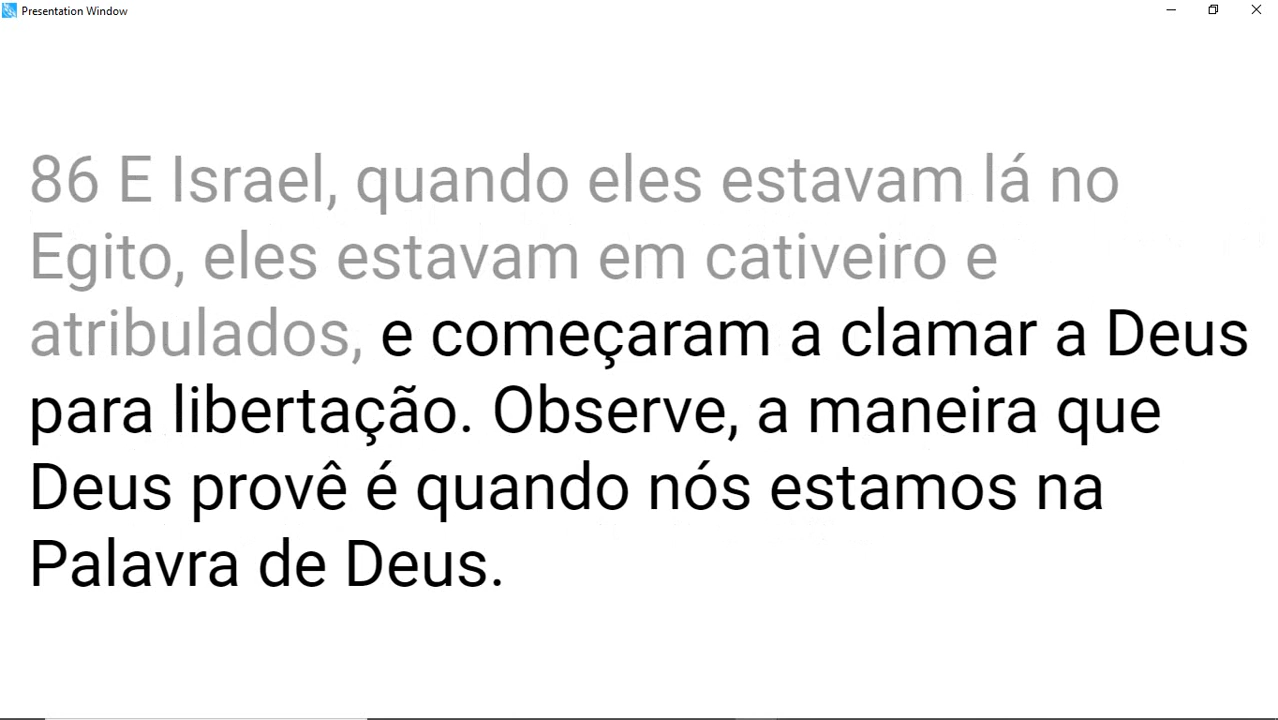 Presentation Window
86 E Israel, quando eles estavam lá no
Egito, eles estavam em cativeiro e
atribulados, e começaram a clamar a Deus
para libertação. Observe, a maneira que
Deus provê é quando nós estamos na
Palavra de Deus.